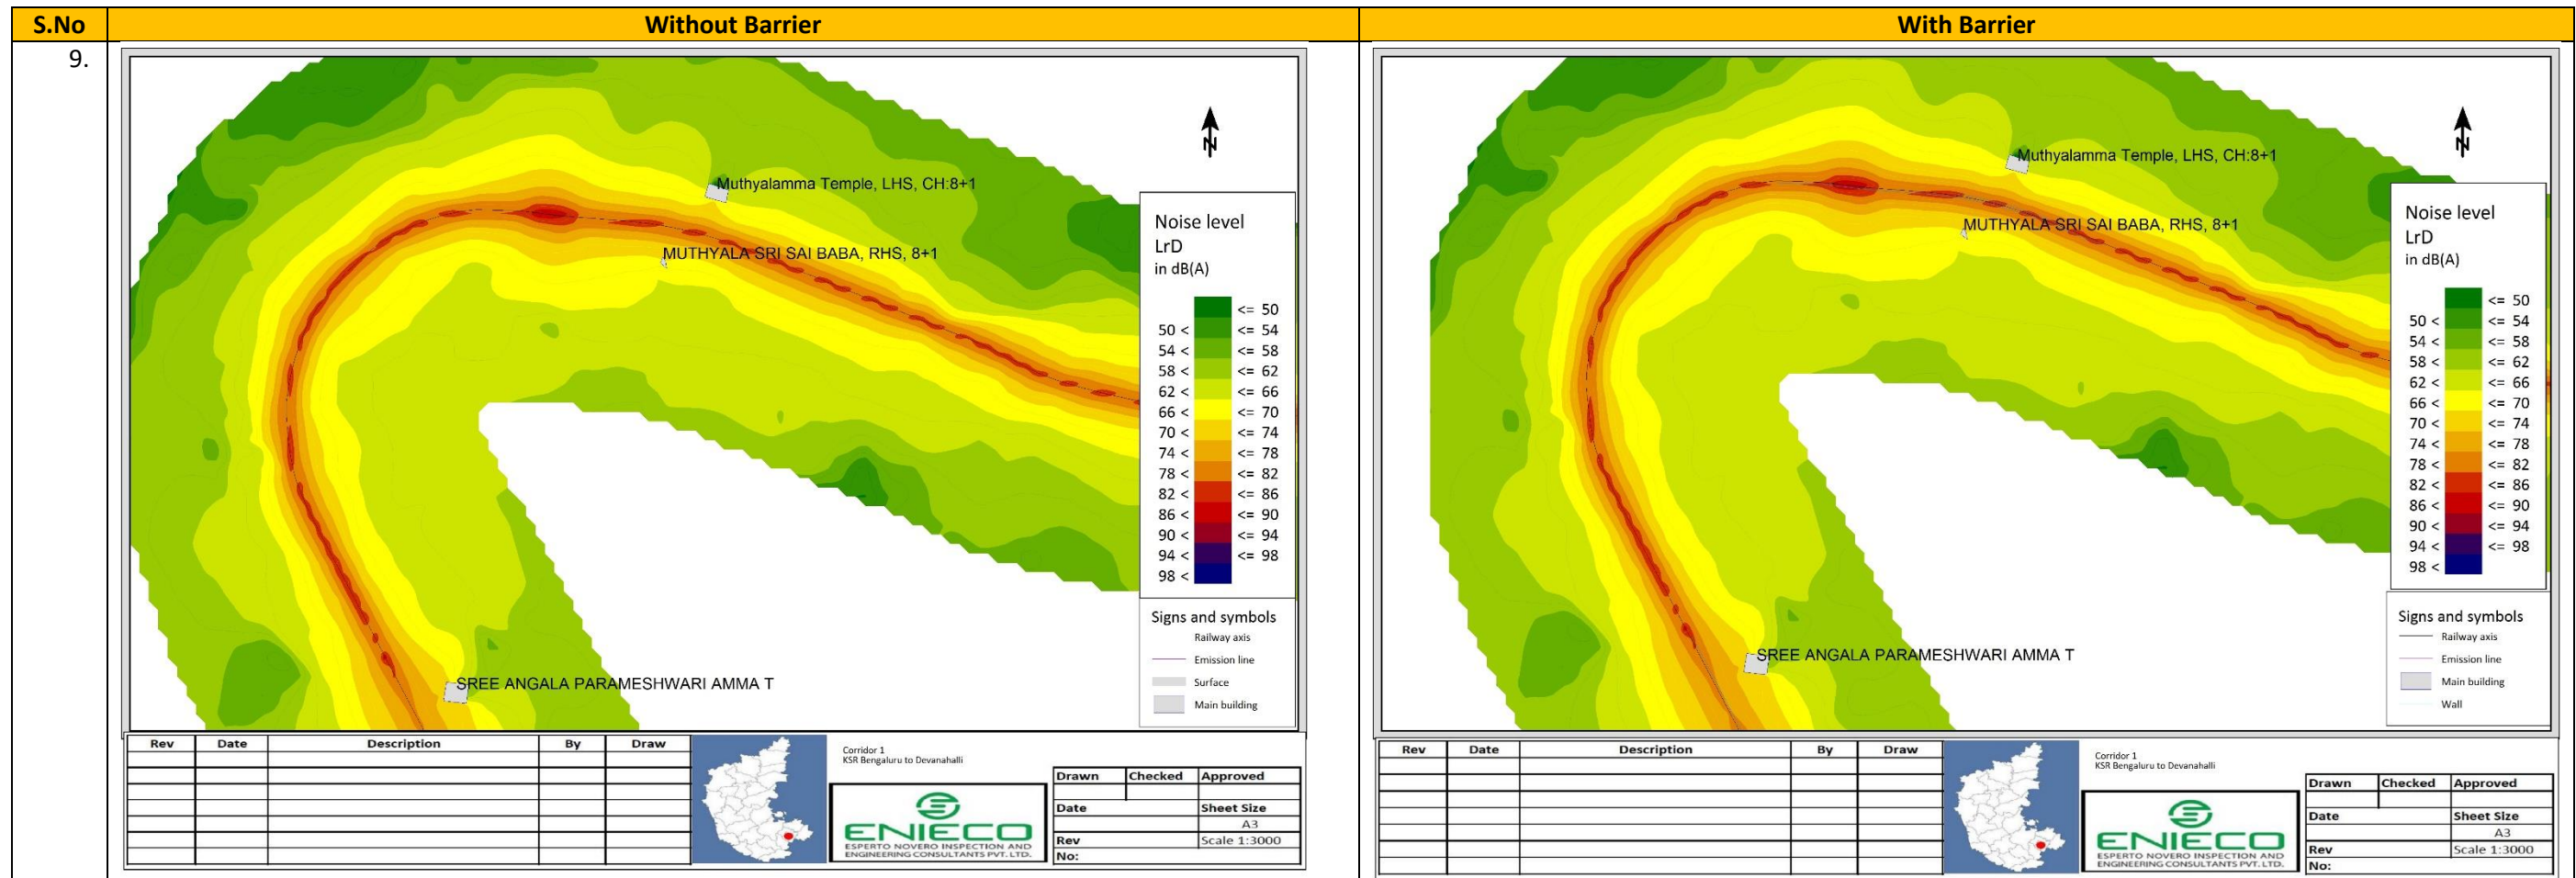 S.No Without Barrier With Barrier
9.
Muthyalamma Temple, LHS, CH:8+1
MUTHYALA SRI SAI BABA, RHS, 8+1
SREE ANGALA PARAMESHWARI AMMA T
N
Noise level
LrD
in dB(A)
<= 50
50 < <= 54
54 < <= 58
58 < <= 62
62 < <= 66
66 < <= 70
70 < <= 74
74 < <= 78
78 < <= 82
82 < <= 86
86 < <= 90
90 < <= 94
94 < <= 98
98 <
Signs and symbols
Railway axis
Emission line
Surface
Main building
Rev Date Description By Draw
Corridor 1
KSR Bengaluru to Devanahalli
ENIECO
ESPERTO NOVERO INSPECTION AND
ENGINEERING CONSULTANTS PVT. LTD.
Drawn Checked Approved
Date Sheet Size
A3
Rev Scale 1:3000
No:
Muthyalamma Temple, LHS, CH:8+1
MUTHYALA SRI SAI BABA, RHS, 8+1
SREE ANGALA PARAMESHWARI AMMA T
N
Noise level
LrD
in dB(A)
<= 50
50 < <= 54
54 < <= 58
58 < <= 62
62 < <= 66
66 < <= 70
70 < <= 74
74 < <= 78
78 < <= 82
82 < <= 86
86 < <= 90
90 < <= 94
94 < <= 98
98 <
Signs and symbols
Railway axis
Emission line
Main building
Wall
Rev Date Description By Draw
Corridor 1
KSR Bengaluru to Devanahalli
ENIECO
ESPERTO NOVERO INSPECTION AND
ENGINEERING CONSULTANTS PVT. LTD.
Drawn Checked Approved
Date Sheet Size
A3
Rev Scale 1:3000
No: